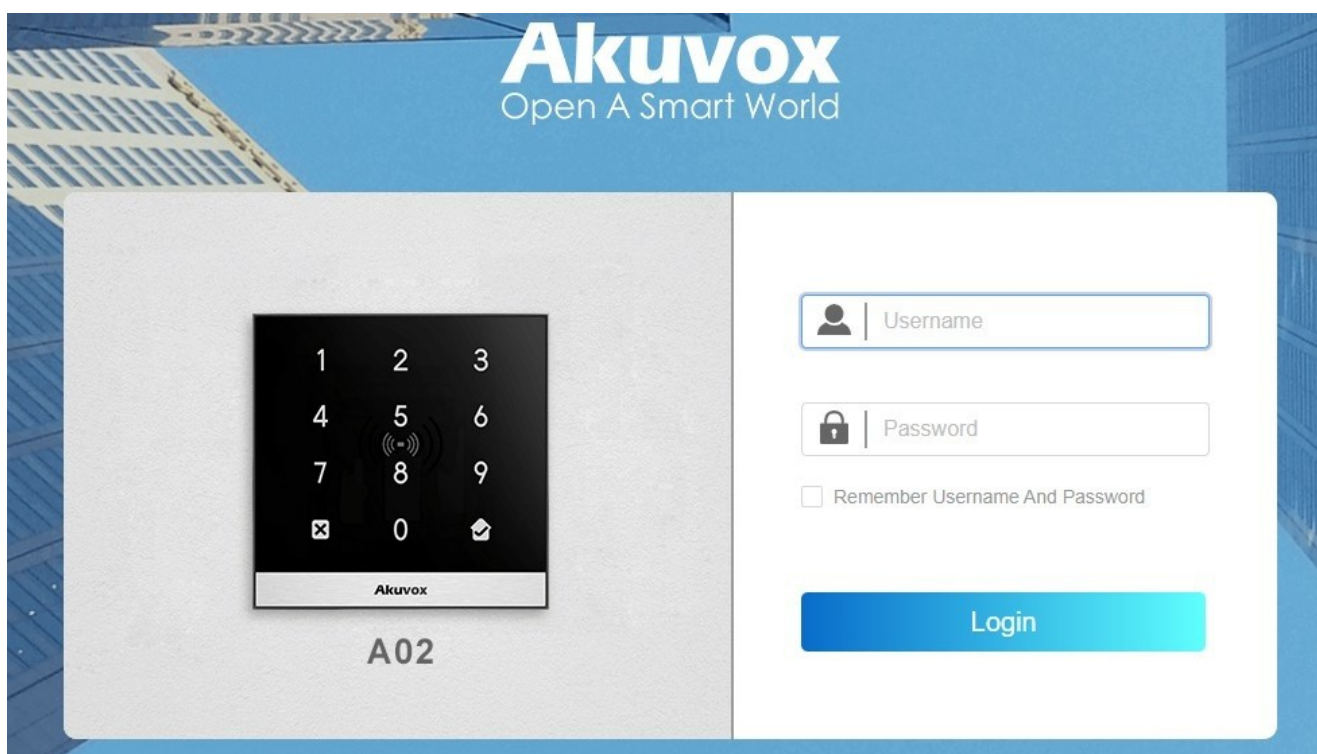 Akuvox
Open A Smart World
1 2 3
4 5 6
7 8 9
0
Akuvox
A02
Username
Password
Remember Username And Password
Login